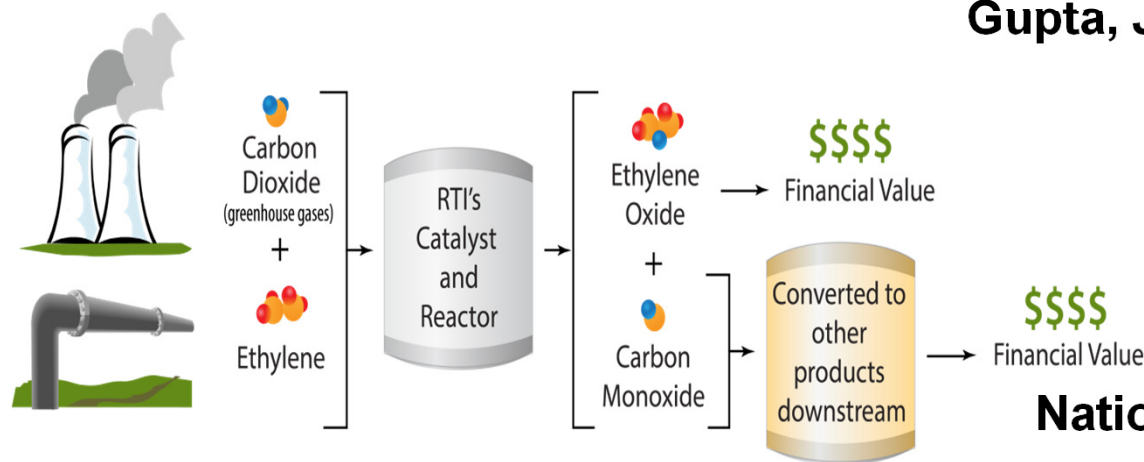 Gupta, J
Carbon
Dioxide
(greenhouse gases)
+
Ethylene
RTI's
Catalyst
and
Reactor
Ethylene
Oxide
+
Carbon
Monoxide
$$$$
Financial Value
Converted to
other
products
downstream
$$$$
Financial Value
Natio